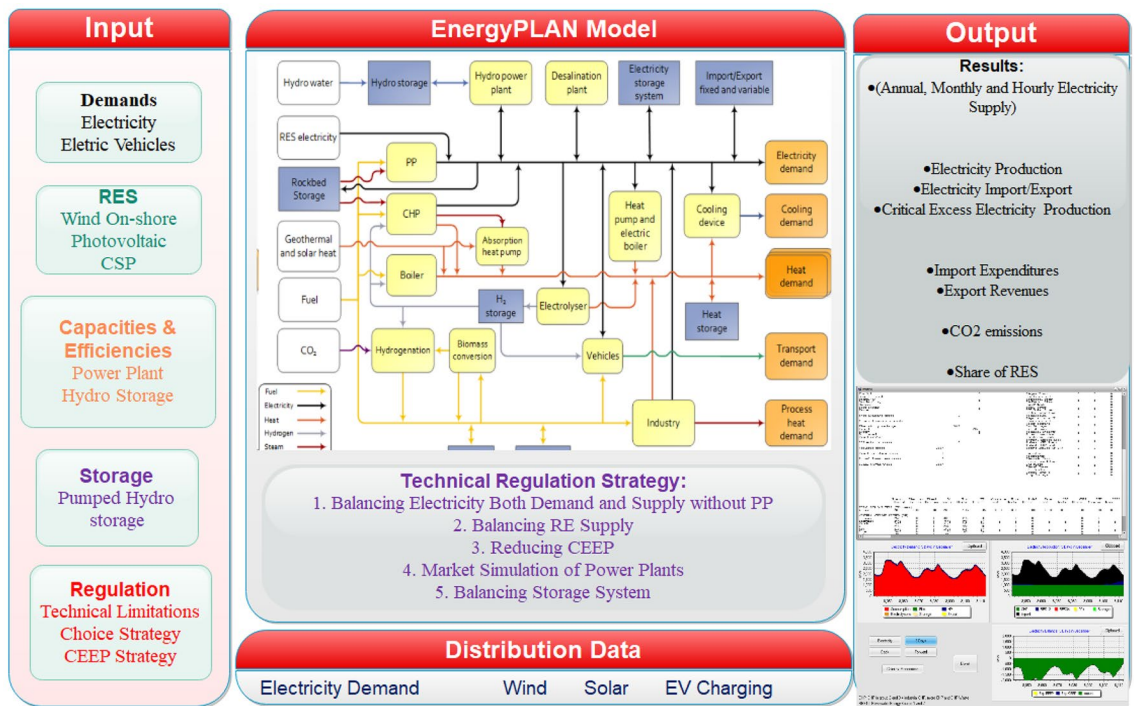 Input
Demands
Electricity
Eletric Vehicles
RES
Wind On-shore
Photovoltaic
CSP
Capacities &
Efficiencies
Power Plant
Hydro Storage
Storage
Pumped Hydro
storage
Regulation
Technical Limitations
Choice Strategy
CEEP Strategy
EnergyPLAN Model
Hydro water
Hydro storage
Hydro power
plant
Desalination
plant
Electricity
storage
system
Import/Export
fixed and variable
RES electricity
PP
Electricity
demand
Rockbed
Storage
CHP
Heat
pump and
electric
boiler
Cooling
device
Cooling
demand
Geothermal
and solar heat
Absorption
heat pump
Boiler
Heat
demand
Fuel
H2
storage
Electrolyser
Heat
storage
CO2
Hydrogenation
Biomass
conversion
Vehicles
Transport
demand
Fuel
Electricity
Heat
Hydrogen
Steam
Industry
Process
heat
demand
Technical Regulation Strategy:
1. Balancing Electricity Both Demand and Supply without PP
2. Balancing RE Supply
3. Reducing CEEP
4. Market Simulation of Power Plants
5. Balancing Storage System
Distribution Data
Electricity Demand Wind Solar EV Charging
Output
Results:
●(Annual, Monthly and Hourly Electricity
Supply)
●Electricity Production
●Electricity Import/Export
●Critical Excess Electricity Production
●Import Expenditures
●Export Revenues
●CO2 emissions
●Share of RES